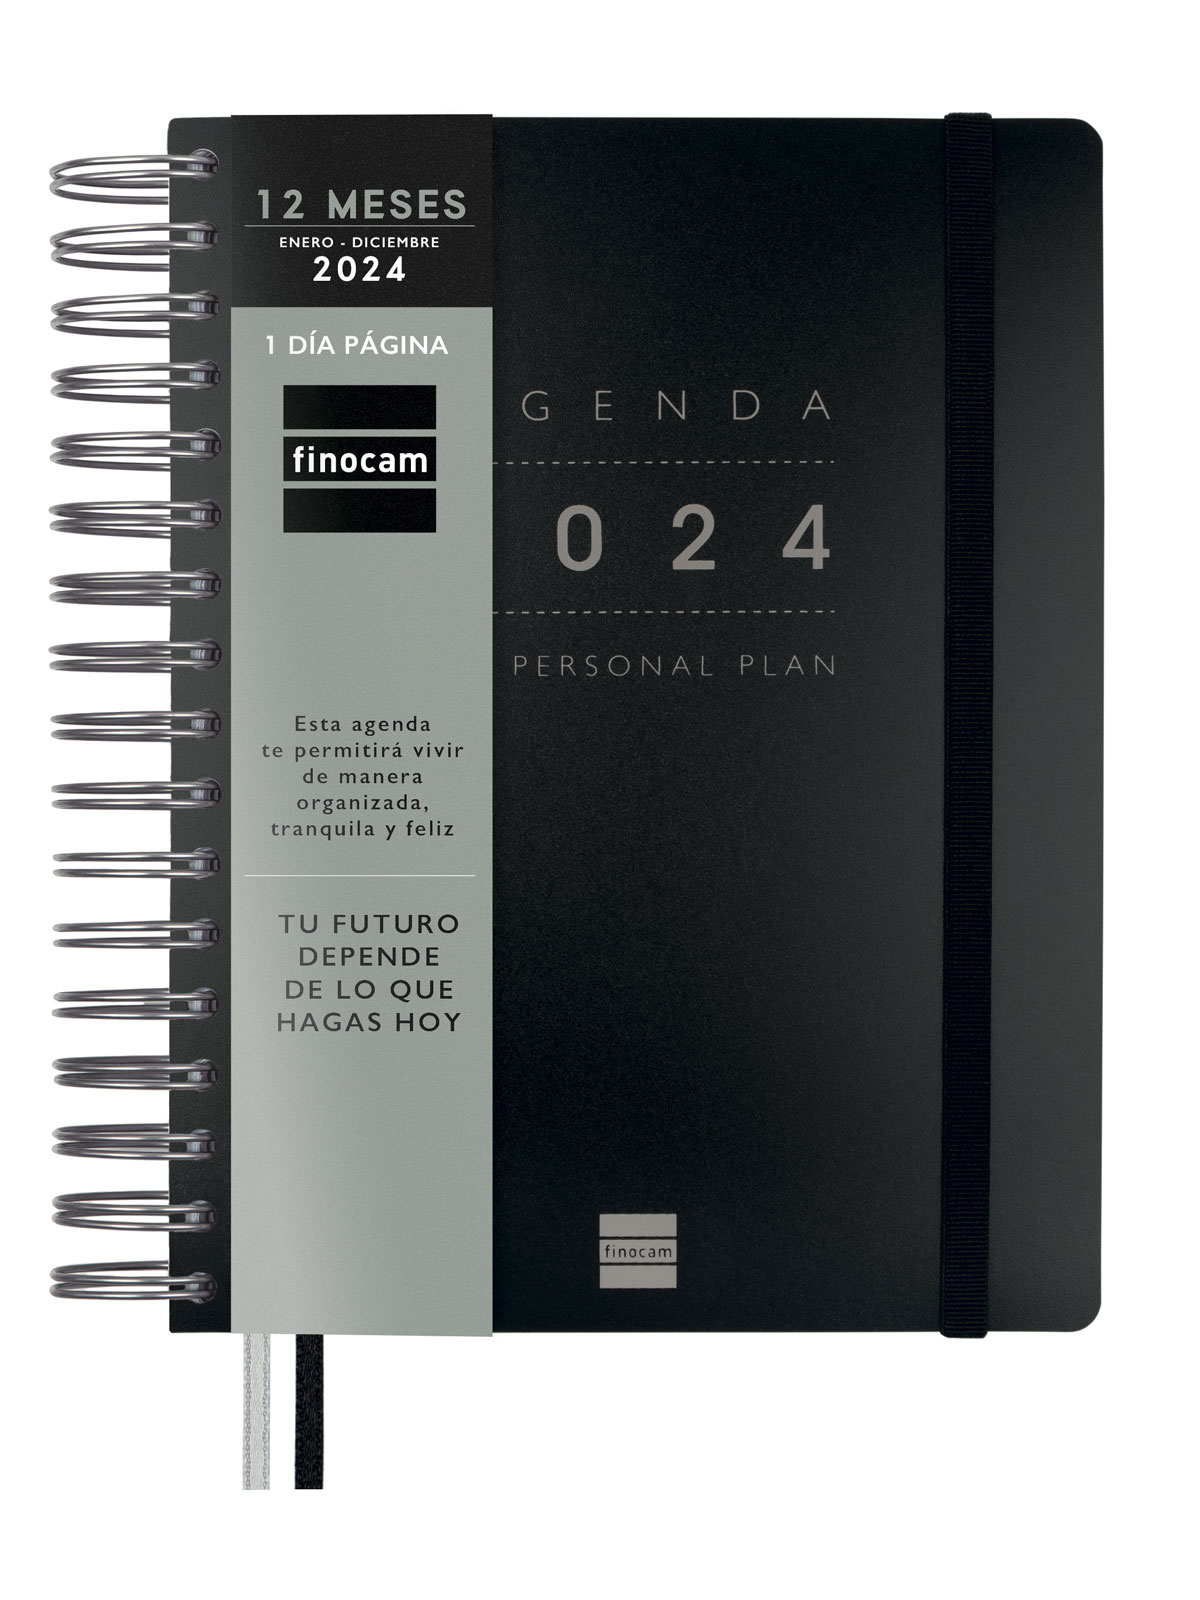 12 MESES
ENERO - DICIEMBRE
2024
1 DÍA PÁGINA
finocam
Esta agenda
te permitirá vivir
de manera
organizada,
tranquila y feliz
TU FUTURO
DEPENDE
DE LO QUE
HAGAS HOY
GENDA
024
PERSONAL PLAN
finocam